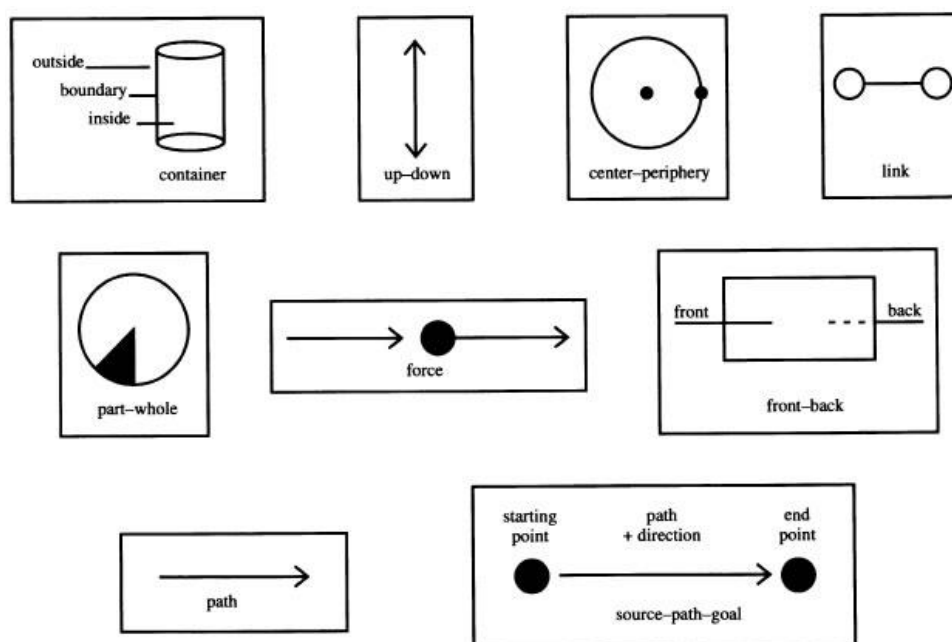 outside
boundary
inside
container
up–down
center–periphery
link
part–whole
force
front
back
front–back
path
starting point
path + direction
end point
source–path–goal